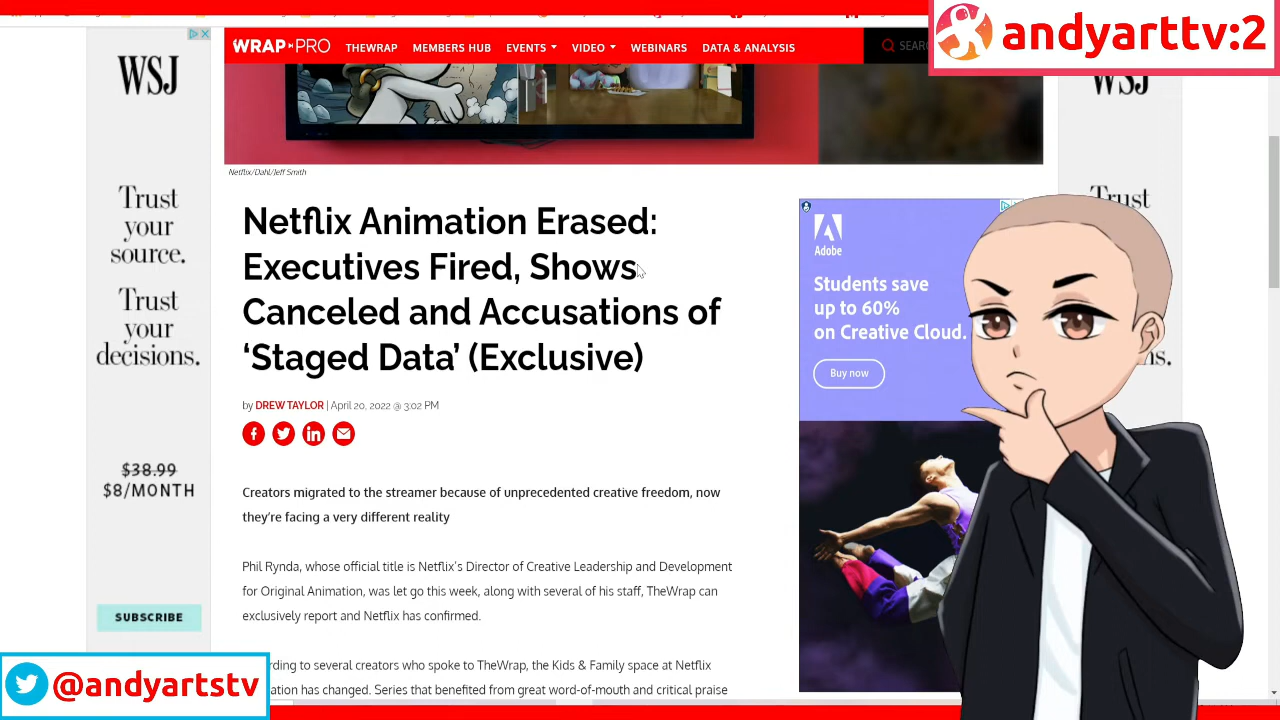 andyarttv:2
WRAP PRO THEWRAP MEMBERS HUB EVENTS VIDEO WEBINARS DATA & ANALYSIS
WSJ
Trust
your
source.
Trust
your
decisions.
$38.99
$8/MONTH
SUBSCRIBE
Netflix/Dahl/Jeff Smith
Netflix Animation Erased:
Executives Fired, Shows
Canceled and Accusations of
‘Staged Data’ (Exclusive)
by DREW TAYLOR | April 20, 2022 @ 3:02 PM
Creators migrated to the streamer because of unprecedented creative freedom, now
they’re facing a very different reality
Phil Rynda, whose official title is Netflix’s Director of Creative Leadership and Development
for Original Animation, was let go this week, along with several of his staff, TheWrap can
exclusively report and Netflix has confirmed.
rding to several creators who spoke to TheWrap, the Kids & Family space at Netflix
ation has changed. Series that benefited from great word-of-mouth and critical praise
Adobe
Students save
up to 60%
on Creative Cloud.
Buy now
Trust
ns.
@andyartstv